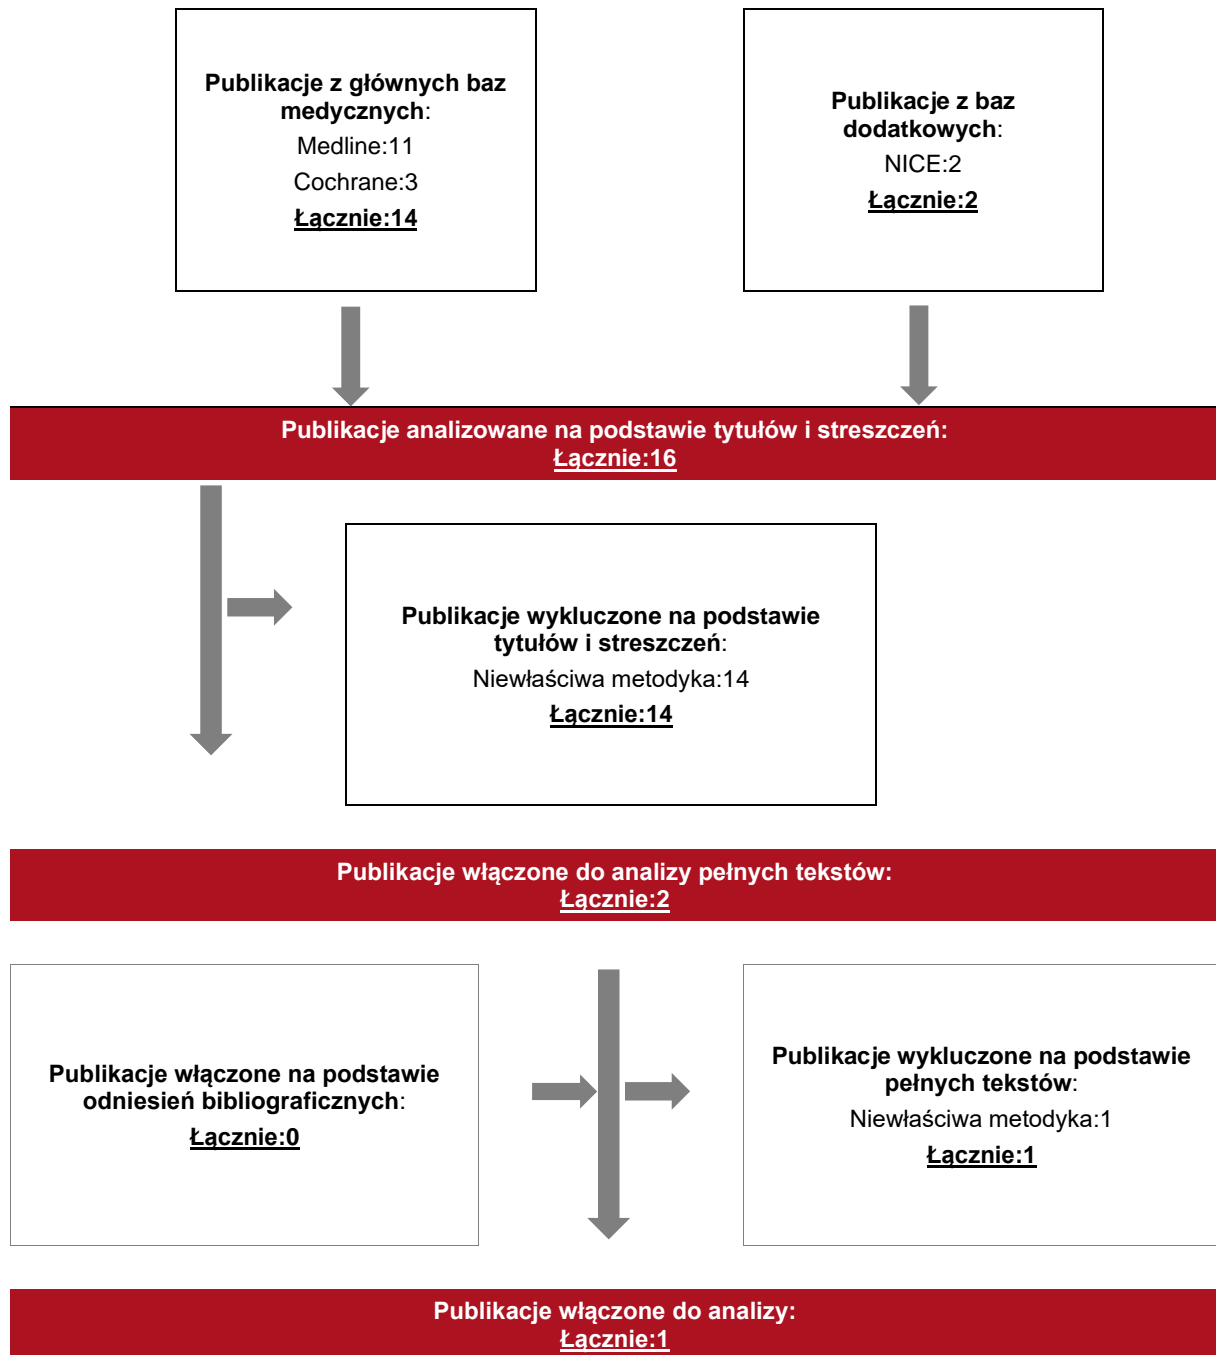 Publikacje z głównych baz
medycznych:
Medline:11
Cochrane:3
Łącznie:14
Publikacje z baz
dodatkowych:
NICE:2
Łącznie:2
Publikacje analizowane na podstawie tytułów i streszczeń:
Łącznie:16
Publikacje wykluczone na podstawie
tytułów i streszczeń:
Niewłaściwa metodyka:14
Łącznie:14
Publikacje włączone do analizy pełnych tekstów:
Łącznie:2
Publikacje włączone na podstawie
odniesień bibliograficznych:
Łącznie:0
Publikacje wykluczone na podstawie
pełnych tekstów:
Niewłaściwa metodyka:1
Łącznie:1
Publikacje włączone do analizy:
Łącznie:1